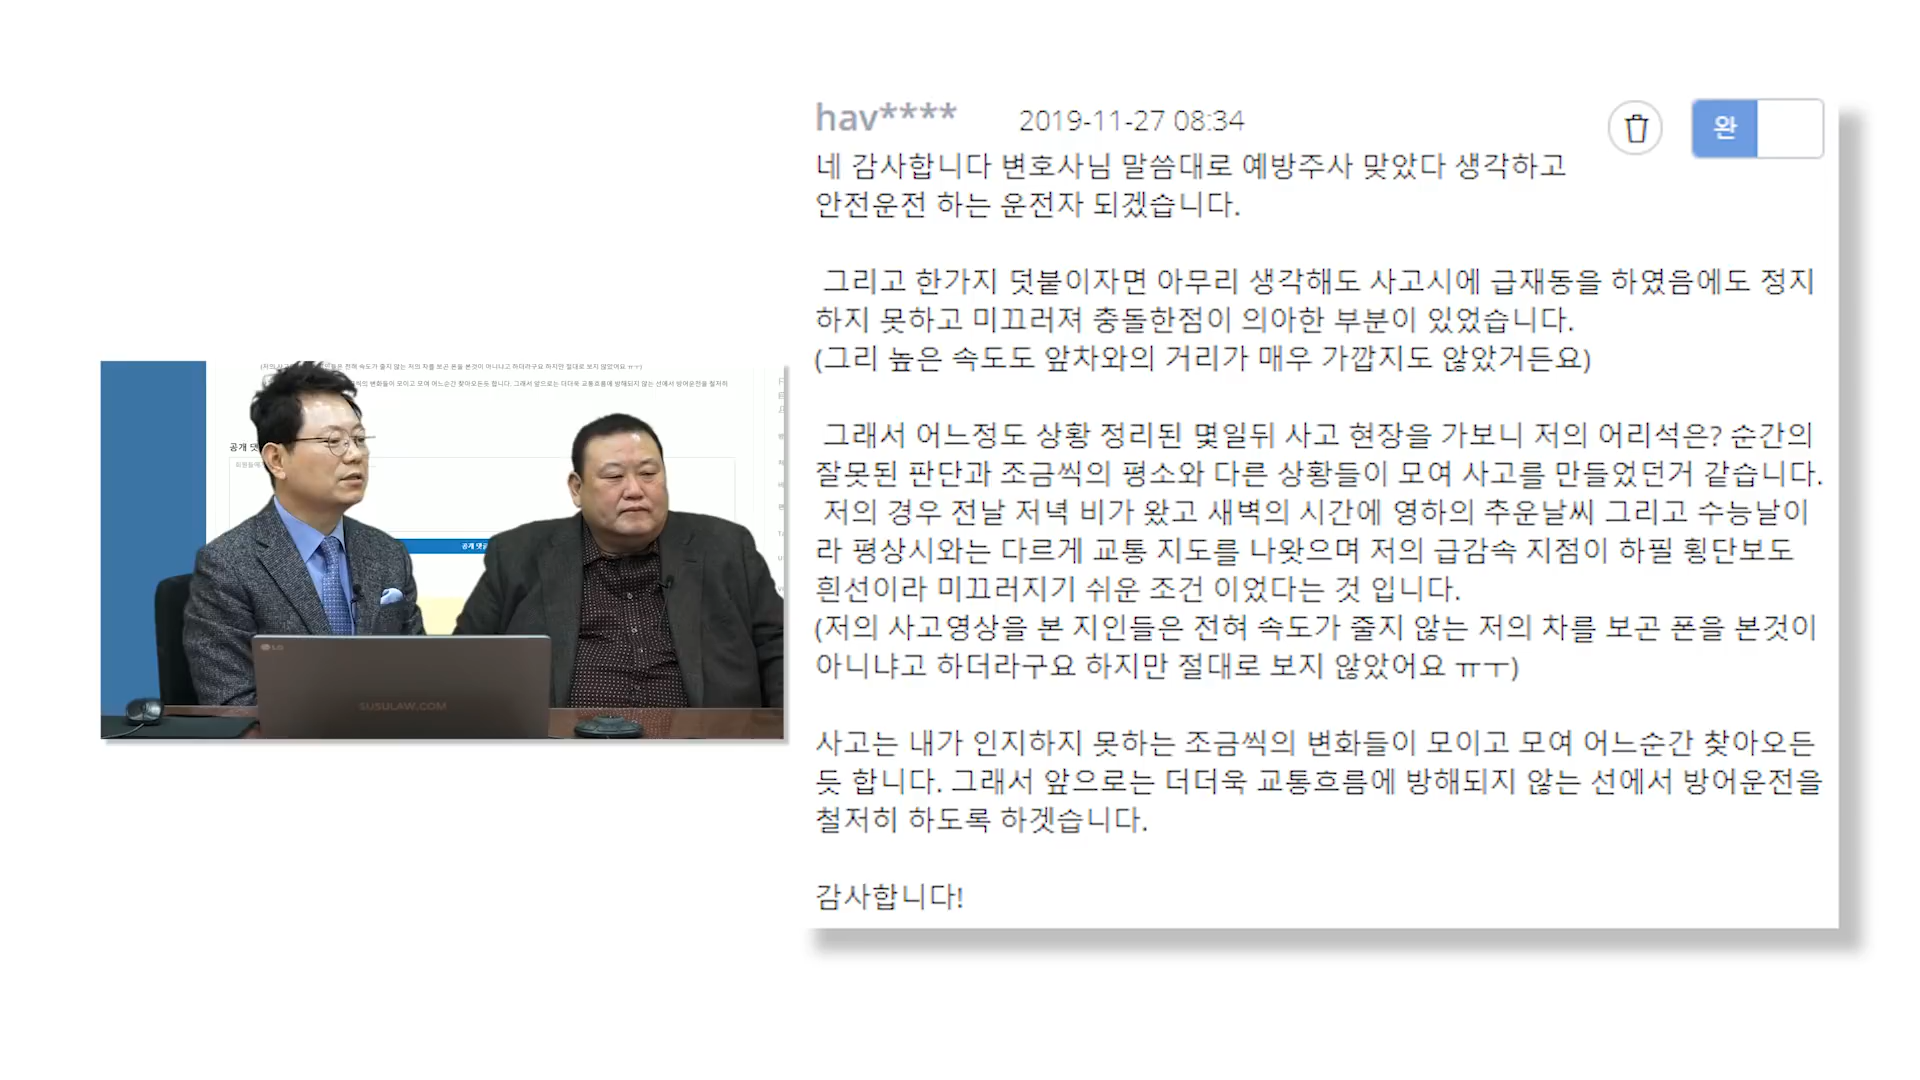 hav**** 2019-11-27 08:34
완
네 감사합니다 변호사님 말씀대로 예방주사 맞았다 생각하고
안전운전 하는 운전자 되겠습니다.
그리고 한가지 덧붙이자면 아무리 생각해도 사고시에 급재동을 하였음에도 정지
하지 못하고 미끄러져 충돌한점이 의아한 부분이 있었습니다.
(그리 높은 속도도 앞차와의 거리가 매우 가깝지도 않았거든요)
그래서 어느정도 상황 정리된 몇일뒤 사고 현장을 가보니 저의 어리석은? 순간의
잘못된 판단과 조금씩의 평소와 다른 상황들이 모여 사고를 만들었던거 같습니다.
저의 경우 전날 저녁 비가 왔고 새벽의 시간에 영하의 추운날씨 그리고 수능날이
라 평상시와는 다르게 교통 지도를 나왓으며 저의 급감속 지점이 하필 횡단보도
흰선이라 미끄러지기 쉬운 조건 이었다는 것 입니다.
(저의 사고영상을 본 지인들은 전혀 속도가 줄지 않는 저의 차를 보곤 폰을 본것이
아니냐고 하더라구요 하지만 절대로 보지 않았어요 ㅠㅜ)
사고는 내가 인지하지 못하는 조금씩의 변화들이 모이고 모여 어느순간 찾아오든
듯 합니다. 그래서 앞으로는 더더욱 교통흐름에 방해되지 않는 선에서 방어운전을
철저히 하도록 하겟습니다.
감사합니다!
공개 댓
공개 댓글
LG
SUSULAW.COM